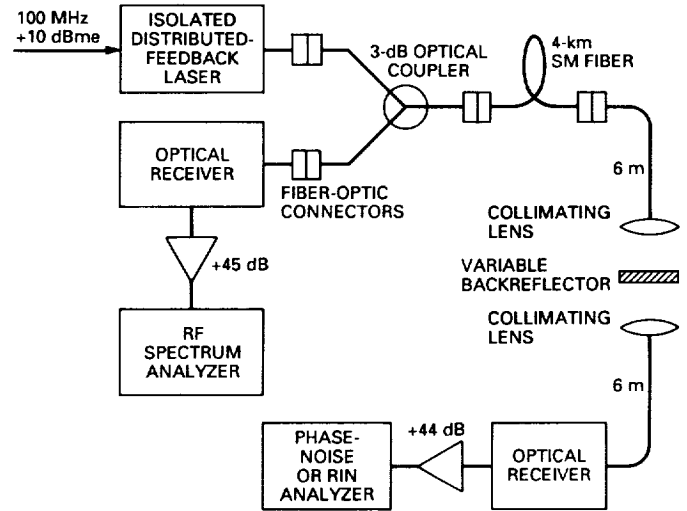 100 MHz
+10 dBme
ISOLATED
DISTRIBUTED-
FEEDBACK
LASER
3-dB OPTICAL
COUPLER
4-km
SM FIBER
OPTICAL
RECEIVER
FIBER-OPTIC
CONNECTORS
6 m
COLLIMATING
LENS
+45 dB
VARIABLE
BACKREFLECTOR
RF
SPECTRUM
ANALYZER
COLLIMATING
LENS
6 m
+44 dB
PHASE-
NOISE
OR RIN
ANALYZER
OPTICAL
RECEIVER